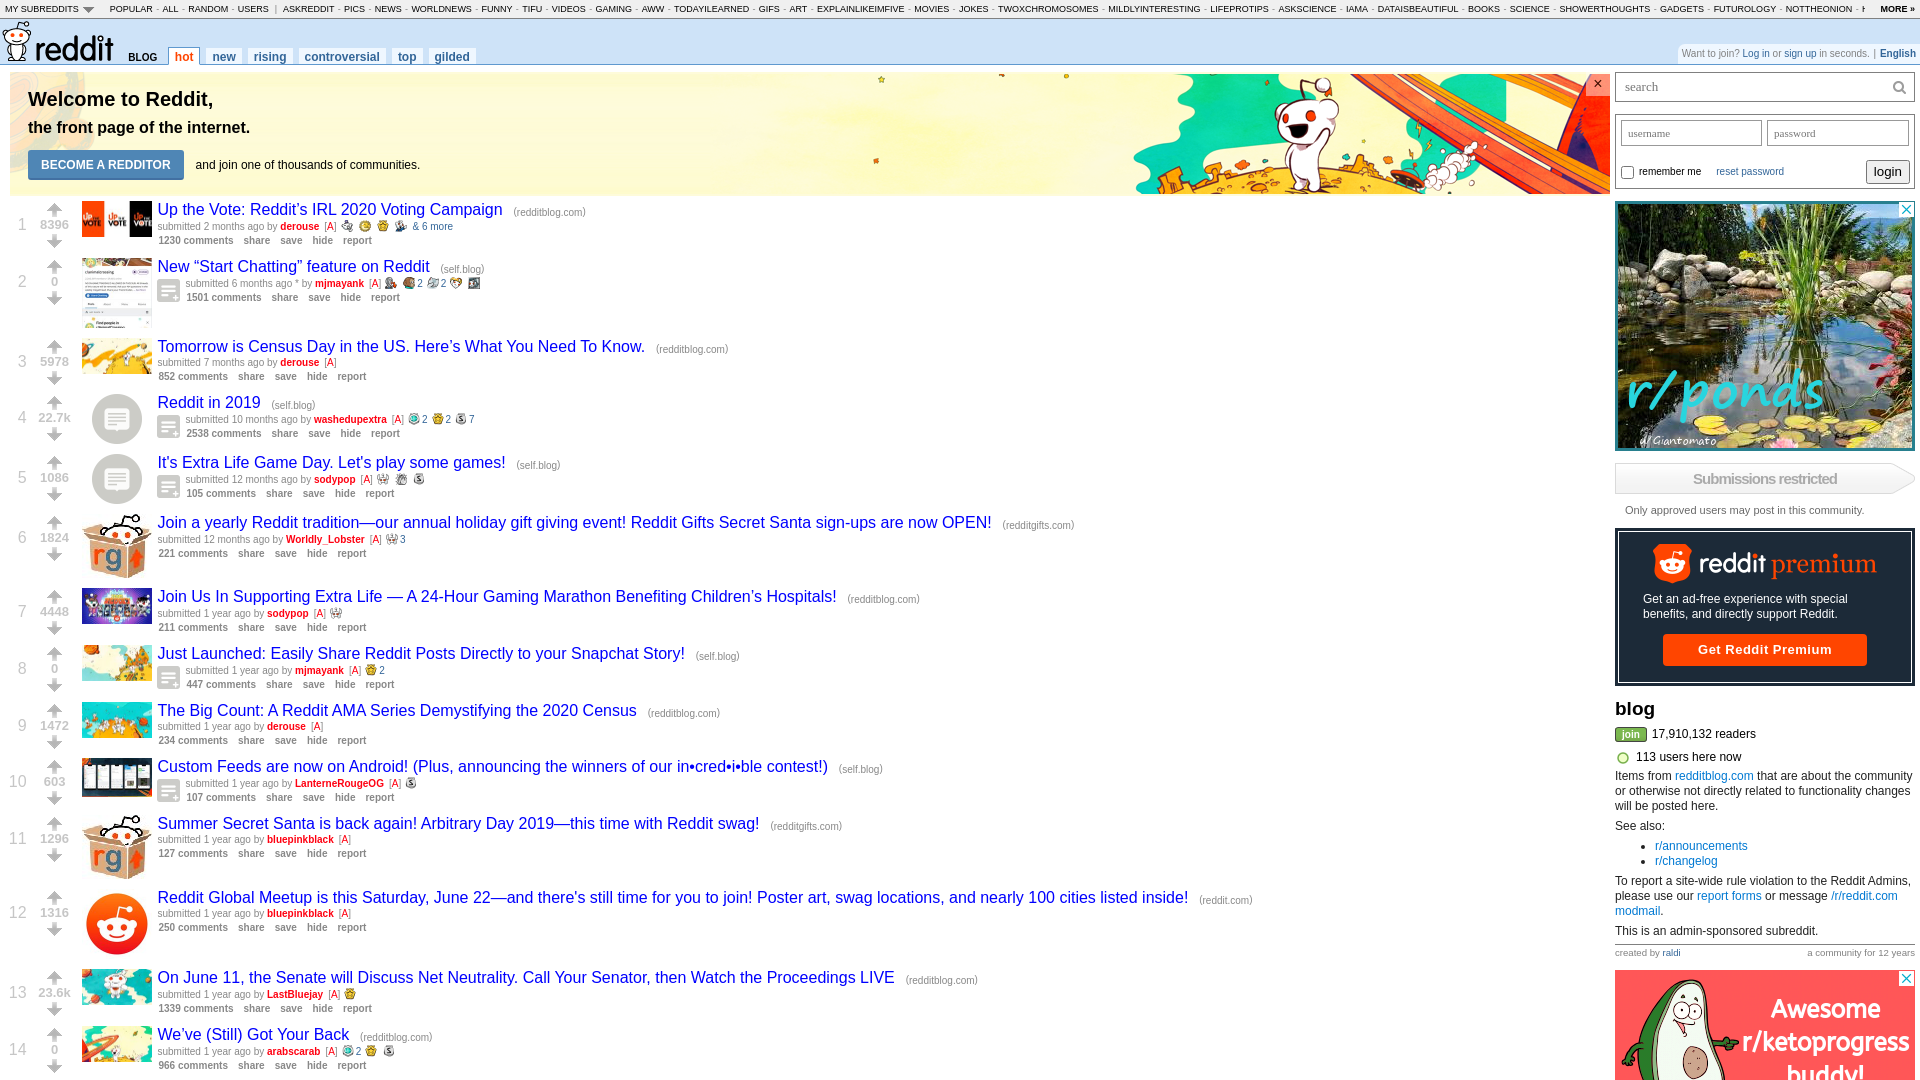 MY SUBREDDITS POPULAR - ALL - RANDOM - USERS | ASKREDDIT - PICS - NEWS - WORLDNEWS - FUNNY - TIFU - VIDEOS - GAMING - AWW - TODAYILEARNED - GIFS - ART - EXPLAINLIKEIMFIVE - MOVIES - JOKES - TWOXCHROMOSOMES - MILDLYINTERESTING - LIFEPROTIPS - ASKSCIENCE - IAMA - DATAISBEAUTIFUL - BOOKS - SCIENCE - SHOWERTHOUGHTS - GADGETS - FUTUROLOGY - NOTTHEONION - MORE »
reddit BLOG hot new rising controversial top gilded
Want to join? Log in or sign up in seconds. | English
Welcome to Reddit,
the front page of the internet.
BECOME A REDDITOR and join one of thousands of communities.
×
1
8396
UP THE VOTE UP THE VOTE UP THE VOTE
Up the Vote: Reddit’s IRL 2020 Voting Campaign (redditblog.com)
submitted 2 months ago by derouse [A] & 6 more
1230 comments share save hide report
2
0
New “Start Chatting” feature on Reddit (self.blog)
submitted 6 months ago * by mjmayank [A] 2 2
1501 comments share save hide report
3
5978
Tomorrow is Census Day in the US. Here’s What You Need To Know. (redditblog.com)
submitted 7 months ago by derouse [A]
852 comments share save hide report
4
22.7k
Reddit in 2019 (self.blog)
submitted 10 months ago by washedupextra [A] 2 2 7
2538 comments share save hide report
5
1086
It's Extra Life Game Day. Let's play some games! (self.blog)
submitted 12 months ago by sodypop [A]
105 comments share save hide report
6
1824
rg
Join a yearly Reddit tradition—our annual holiday gift giving event! Reddit Gifts Secret Santa sign-ups are now OPEN! (redditgifts.com)
submitted 12 months ago by Worldly_Lobster [A] 3
221 comments share save hide report
7
4448
Join Us In Supporting Extra Life — A 24-Hour Gaming Marathon Benefiting Children’s Hospitals! (redditblog.com)
submitted 1 year ago by sodypop [A]
211 comments share save hide report
8
0
Just Launched: Easily Share Reddit Posts Directly to your Snapchat Story! (self.blog)
submitted 1 year ago by mjmayank [A] 2
447 comments share save hide report
9
1472
The Big Count: A Reddit AMA Series Demystifying the 2020 Census (redditblog.com)
submitted 1 year ago by derouse [A]
234 comments share save hide report
10
603
Custom Feeds are now on Android! (Plus, announcing the winners of our in•cred•i•ble contest!) (self.blog)
submitted 1 year ago by LanterneRougeOG [A]
107 comments share save hide report
11
1296
rg
Summer Secret Santa is back again! Arbitrary Day 2019—this time with Reddit swag! (redditgifts.com)
submitted 1 year ago by bluepinkblack [A]
127 comments share save hide report
12
1316
Reddit Global Meetup is this Saturday, June 22—and there's still time for you to join! Poster art, swag locations, and nearly 100 cities listed inside! (reddit.com)
submitted 1 year ago by bluepinkblack [A]
250 comments share save hide report
13
23.6k
On June 11, the Senate will Discuss Net Neutrality. Call Your Senator, then Watch the Proceedings LIVE (redditblog.com)
submitted 1 year ago by LastBluejay [A]
1339 comments share save hide report
14
0
We’ve (Still) Got Your Back (redditblog.com)
submitted 1 year ago by arabscarab [A] 2
966 comments share save hide report
search
username password
remember me reset password login
r/ponds
u/Giantomato
Submissions restricted
Only approved users may post in this community.
reddit premium
Get an ad-free experience with special
benefits, and directly support Reddit.
Get Reddit Premium
blog
join 17,910,132 readers
113 users here now
Items from redditblog.com that are about the community
or otherwise not directly related to functionality changes
will be posted here.
See also:
• r/announcements
• r/changelog
To report a site-wide rule violation to the Reddit Admins,
please use our report forms or message /r/reddit.com
modmail.
This is an admin-sponsored subreddit.
created by raldi a community for 12 years
Awesome
r/ketoprogress
buddy!